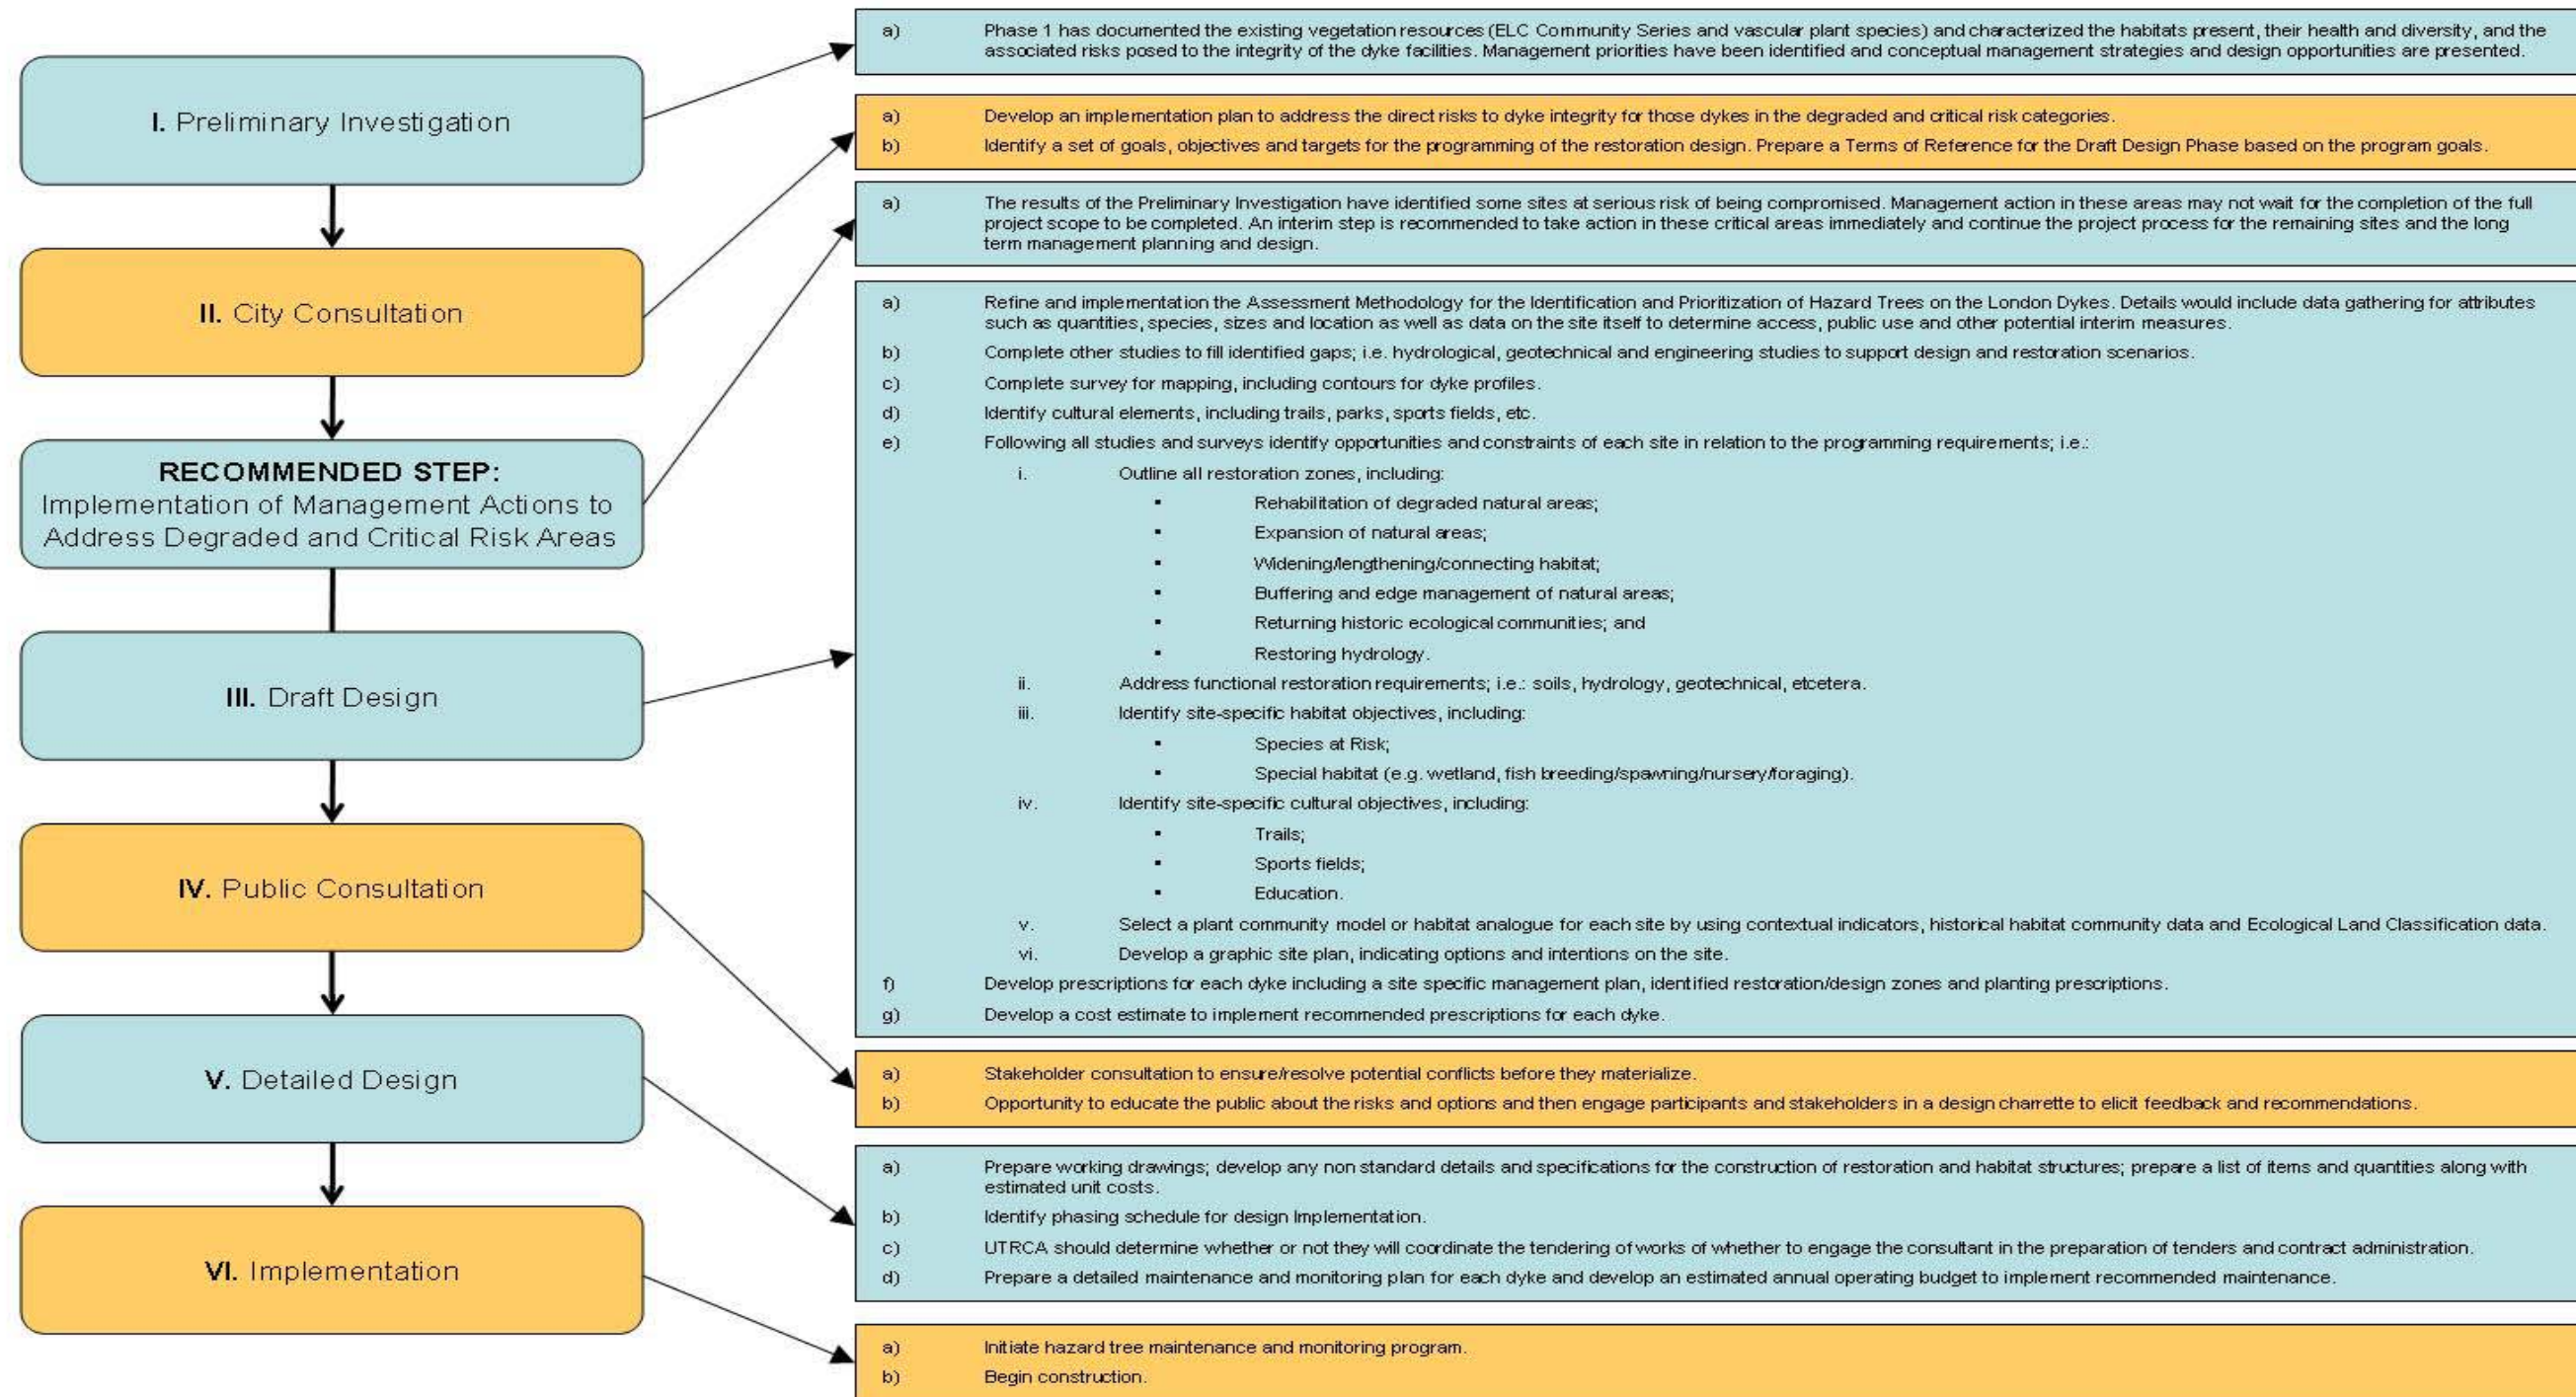 I. Preliminary Investigation
II. City Consultation
RECOMMENDED STEP:
Implementation of Management Actions to
Address Degraded and Critical Risk Areas
III. Draft Design
IV. Public Consultation
V. Detailed Design
VI. Implementation
a) Phase 1 has documented the existing vegetation resources (ELC Community Series and vascular plant species) and characterized the habitats present, their health and diversity, and the
associated risks posed to the integrity of the dyke facilities. Management priorities have been identified and conceptual management strategies and design opportunities are presented.
a) Develop an implementation plan to address the direct risks to dyke integrity for those dykes in the degraded and critical risk categories.
b) Identify a set of goals, objectives and targets for the programming of the restoration design. Prepare a Terms of Reference for the Draft Design Phase based on the program goals.
a) The results of the Preliminary Investigation have identified some sites at serious risk of being compromised. Management action in these areas may not wait for the completion of the full
project scope to be completed. An interim step is recommended to take action in these critical areas immediately and continue the project process for the remaining sites and the long
term management planning and design.
a) Refine and implementation the Assessment Methodology for the Identification and Prioritization of Hazard Trees on the London Dykes. Details would include data gathering for attributes
such as quantities, species, sizes and location as well as data on the site itself to determine access, public use and other potential interim measures.
b) Complete other studies to fill identified gaps; i.e. hydrological, geotechnical and engineering studies to support design and restoration scenarios.
c) Complete survey for mapping, including contours for dyke profiles.
d) Identify cultural elements, including trails, parks, sports fields, etc.
e) Following all studies and surveys identify opportunities and constraints of each site in relation to the programming requirements; i.e.:
i. Outline all restoration zones, including:
▪ Rehabilitation of degraded natural areas;
▪ Expansion of natural areas;
▪ Widening/lengthening/connecting habitat;
▪ Buffering and edge management of natural areas;
▪ Returning historic ecological communities; and
▪ Restoring hydrology.
ii. Address functional restoration requirements; i.e.: soils, hydrology, geotechnical, etcetera.
iii. Identify site-specific habitat objectives, including:
▪ Species at Risk;
▪ Special habitat (e.g. wetland, fish breeding/spawning/nursery/foraging).
iv. Identify site-specific cultural objectives, including:
▪ Trails;
▪ Sports fields;
▪ Education.
v. Select a plant community model or habitat analogue for each site by using contextual indicators, historical habitat community data and Ecological Land Classification data.
vi. Develop a graphic site plan, indicating options and intentions on the site.
f) Develop prescriptions for each dyke including a site specific management plan, identified restoration/design zones and planting prescriptions.
g) Develop a cost estimate to implement recommended prescriptions for each dyke.
a) Stakeholder consultation to ensure/resolve potential conflicts before they materialize.
b) Opportunity to educate the public about the risks and options and then engage participants and stakeholders in a design charrette to elicit feedback and recommendations.
a) Prepare working drawings; develop any non standard details and specifications for the construction of restoration and habitat structures; prepare a list of items and quantities along with
estimated unit costs.
b) Identify phasing schedule for design Implementation.
c) UTRCA should determine whether or not they will coordinate the tendering of works of whether to engage the consultant in the preparation of tenders and contract administration.
d) Prepare a detailed maintenance and monitoring plan for each dyke and develop an estimated annual operating budget to implement recommended maintenance.
a) Initiate hazard tree maintenance and monitoring program.
b) Begin construction.